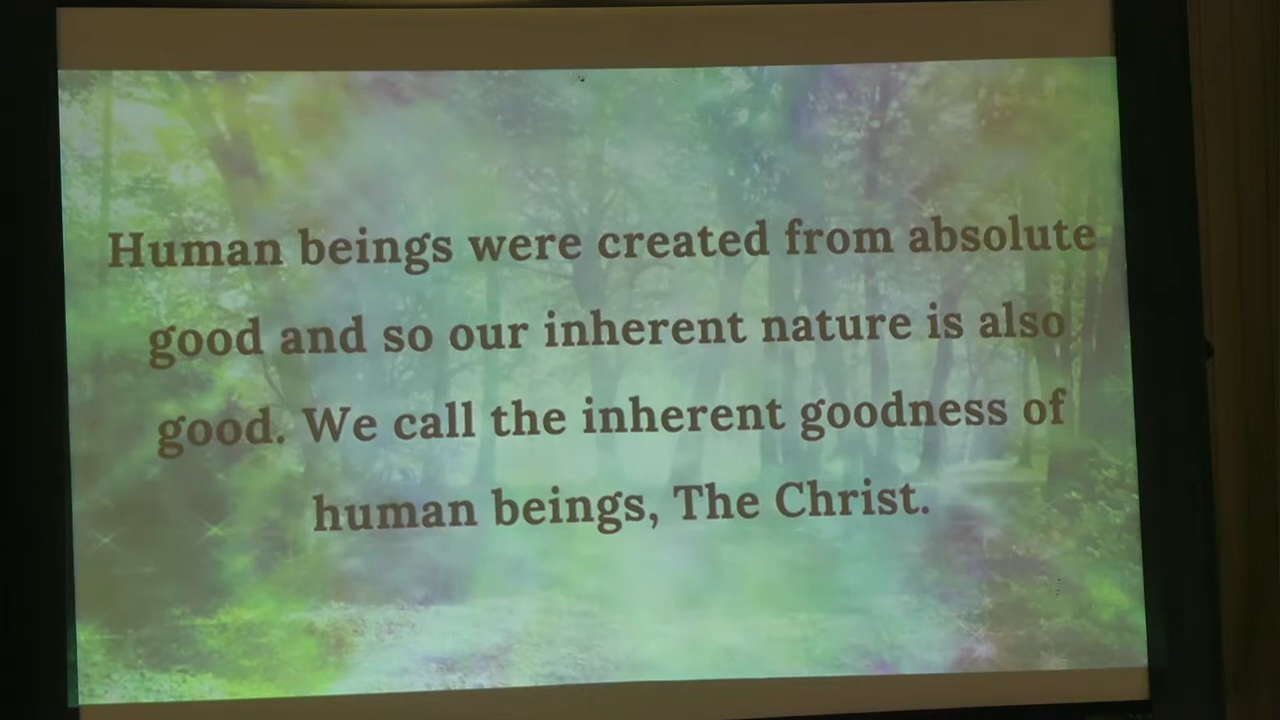 Human beings were created from absolute
good and so our inherent nature is also
good. We call the inherent goodness of
human beings, The Christ.